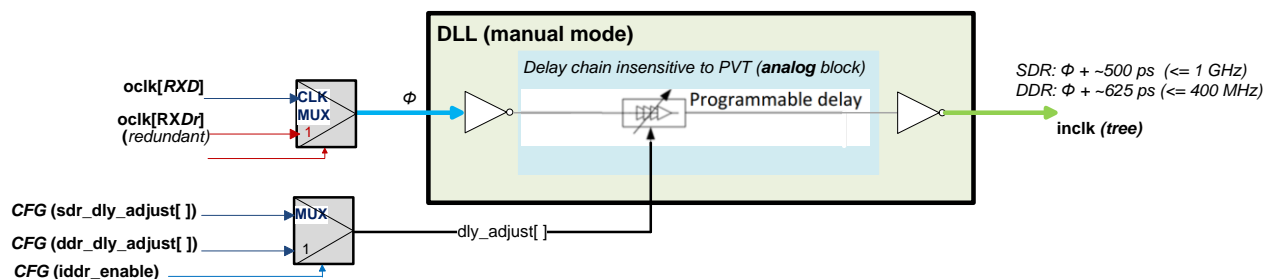 DLL (manual mode)
Delay chain insensitive to PVT (analog block)
oclk[RXD]
oclk[RXDr]
(redundant)
CLK
MUX
1
Φ
Programmable delay
SDR: Φ + ~500 ps (<= 1 GHz)
DDR: Φ + ~625 ps (<= 400 MHz)
inclk (tree)
CFG (sdr_dly_adjust[ ])
CFG (ddr_dly_adjust[ ])
CFG (iddr_enable)
MUX
1
dly_adjust[ ]